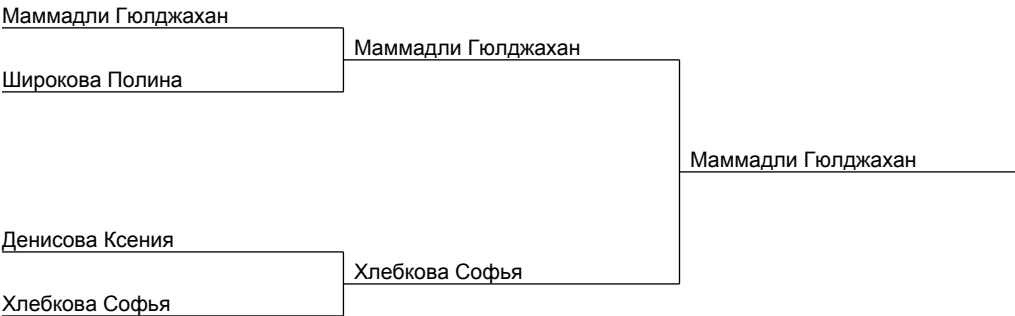 Маммадли Гюлджахан
Маммадли Гюлджахан
Широкова Полина
Маммадли Гюлджахан
Денисова Ксения
Хлебкова Софья
Хлебкова Софья